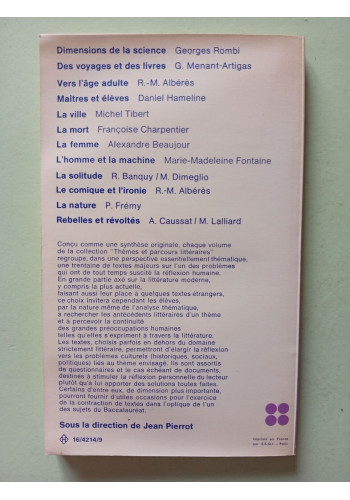 Dimensions de la science Georges Rombi
Des voyages et des livres G. Menant-Artigas
Vers l'âge adulte R.-M. Albérès
Maîtres et élèves Daniel Hameline
La ville Michel Tibert
La mort Françoise Charpentier
La femme Alexandre Beaujour
L'homme et la machine Marie-Madeleine Fontaine
La solitude R. Banquy/M. Dimeglio
Le comique et l'ironie R.-M. Albérès
La nature P. Frémy
Rebelles et révoltés A. Caussat/M. Lalliard
Conçu comme une synthèse originale, chaque volume
de la collection "Thèmes et parcours littéraires"
regroupe, dans une perspective essentiellement thématique,
une trentaine de textes majeurs sur l'un des problèmes
qui ont de tout temps suscité la réflexion humaine.
En grande partie axé sur la littérature moderne,
y compris la plus actuelle,
faisant aussi leur place à quelques textes étrangers,
ce choix invitera cependant les élèves,
par la nature même de l'analyse thématique,
à rechercher les antécédents littéraires d'un thème
et à percevoir la continuité
des grandes préoccupations humaines
telles qu'elles s'expriment à travers la littérature.
Les textes, choisis parfois en dehors du domaine
strictement littéraire, permettront d'élargir la réflexion
vers les problèmes culturels (historiques, sociaux,
politiques) liés au thème envisagé. Ils sont assortis
de questionnaires et le cas échéant de documents,
destinés à stimuler la réflexion personnelle du lecteur
plutôt qu'à lui apporter des solutions toutes faites.
Certains d'entre eux, de dimension plus importante,
pourront fournir d'utiles occasions pour l'exercice
de la contraction de textes dans l'optique de l'un
des sujets du Baccalauréat.
Sous la direction de Jean Pierrot
H 16/4214/9
Imprimé en France